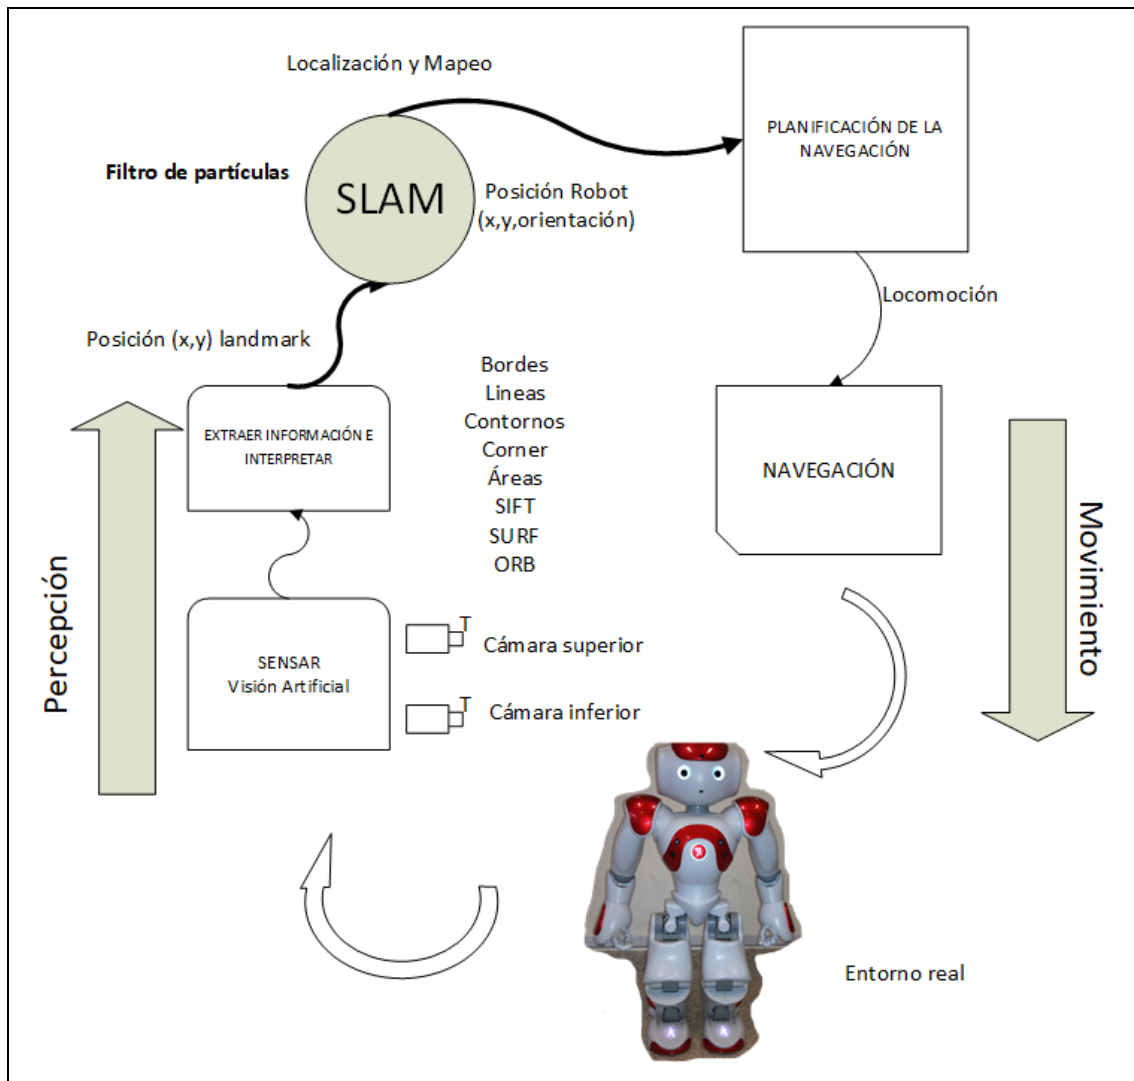 Localización y Mapeo
PLANIFICACIÓN DE LA
NAVEGACIÓN
Filtro de partículas
SLAM
Posición Robot
(x,y,orientación)
Locomoción
Posición (x,y) landmark
Bordes
Lineas
Contornos
Corner
Áreas
SIFT
SURF
ORB
EXTRAER INFORMACIÓN E
INTERPRETAR
NAVEGACIÓN
Percepción
Movimiento
SENSAR
Visión Artificial
T
Cámara superior
T
Cámara inferior
Entorno real